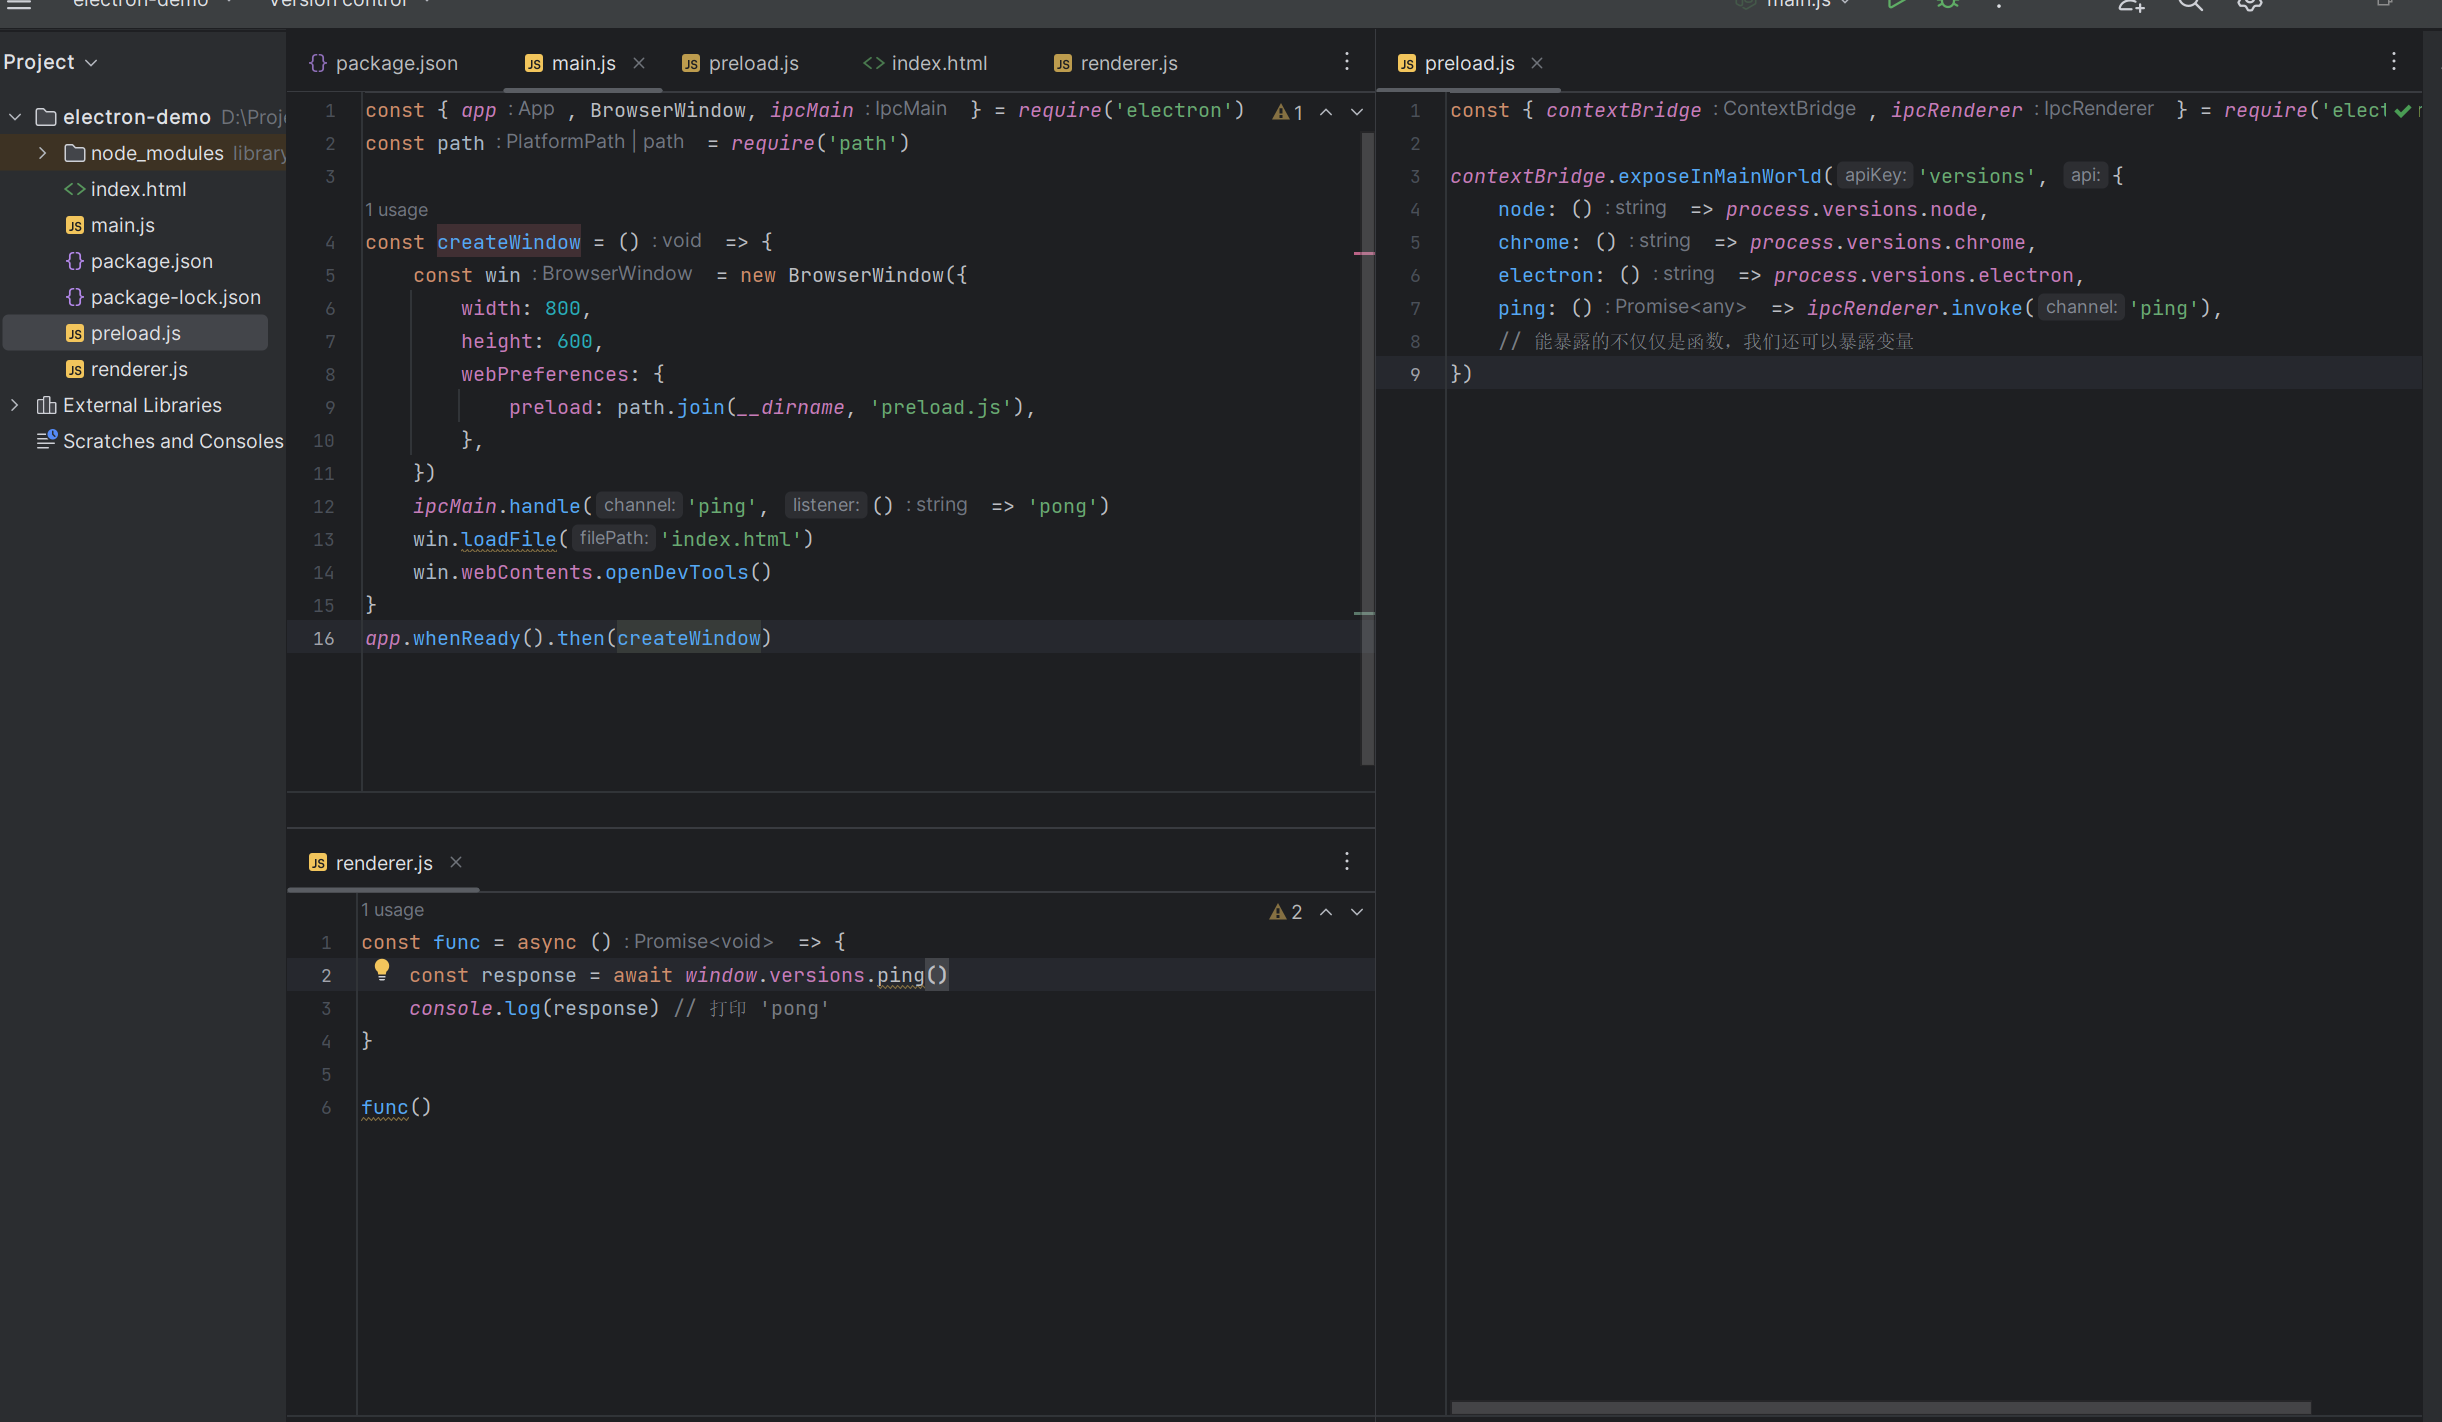 electron-demo Version control main.js
Project
electron-demo D:\Proj
node_modules library
index.html
main.js
package.json
package-lock.json
preload.js
renderer.js
External Libraries
Scratches and Consoles
package.json main.js preload.js index.html renderer.js
1 const { app : App , BrowserWindow, ipcMain : IpcMain } = require('electron') 1
2 const path : PlatformPath | path = require('path')
3
1 usage
4 const createWindow = () : void => {
5 const win : BrowserWindow = new BrowserWindow({
6 width: 800,
7 height: 600,
8 webPreferences: {
9 preload: path.join(__dirname, 'preload.js'),
10 },
11 })
12 ipcMain.handle( channel: 'ping', listener: () : string => 'pong')
13 win.loadFile( filePath: 'index.html')
14 win.webContents.openDevTools()
15 }
16 app.whenReady().then(createWindow)
renderer.js
1 usage 2
1 const func = async () : Promise<void> => {
2 const response = await window.versions.ping()
3 console.log(response) // 打印 'pong'
4 }
5
6 func()
preload.js
1 const { contextBridge : ContextBridge , ipcRenderer : IpcRenderer } = require('elect
2
3 contextBridge.exposeInMainWorld( apiKey: 'versions', api: {
4 node: () : string => process.versions.node,
5 chrome: () : string => process.versions.chrome,
6 electron: () : string => process.versions.electron,
7 ping: () : Promise<any> => ipcRenderer.invoke( channel: 'ping'),
8 // 能暴露的不仅仅是函数，我们还可以暴露变量
9 })